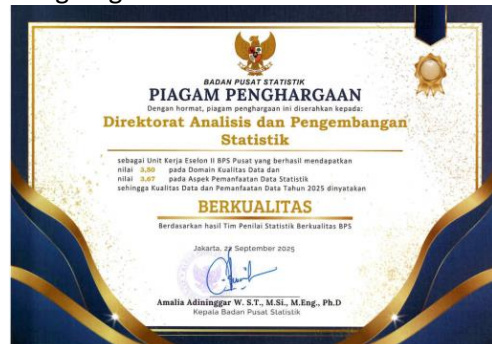 BADAN PUSAT STATISTIK
PIAGAM PENGHARGAAN
Dengan hormat, piagam penghargaan ini diserahkan kepada:
Direktorat Analisis dan Pengembangan
Statistik
sebagai Unit Kerja Eselon II BPS Pusat yang berhasil mendapatkan
nilai 3,50 pada Domain Kualitas Data dan
nilai 3,67 pada Aspek Pemanfaatan Data Statistik
sehingga Kualitas Data dan Pemanfaatan Data Tahun 2025 dinyatakan
BERKUALITAS
Berdasarkan hasil Tim Penilai Statistik Berkualitas BPS
Jakarta, September 2025
Amalia Adininggar W. S.T., M.Si., M.Eng., Ph.D
Kepala Badan Pusat Statistik